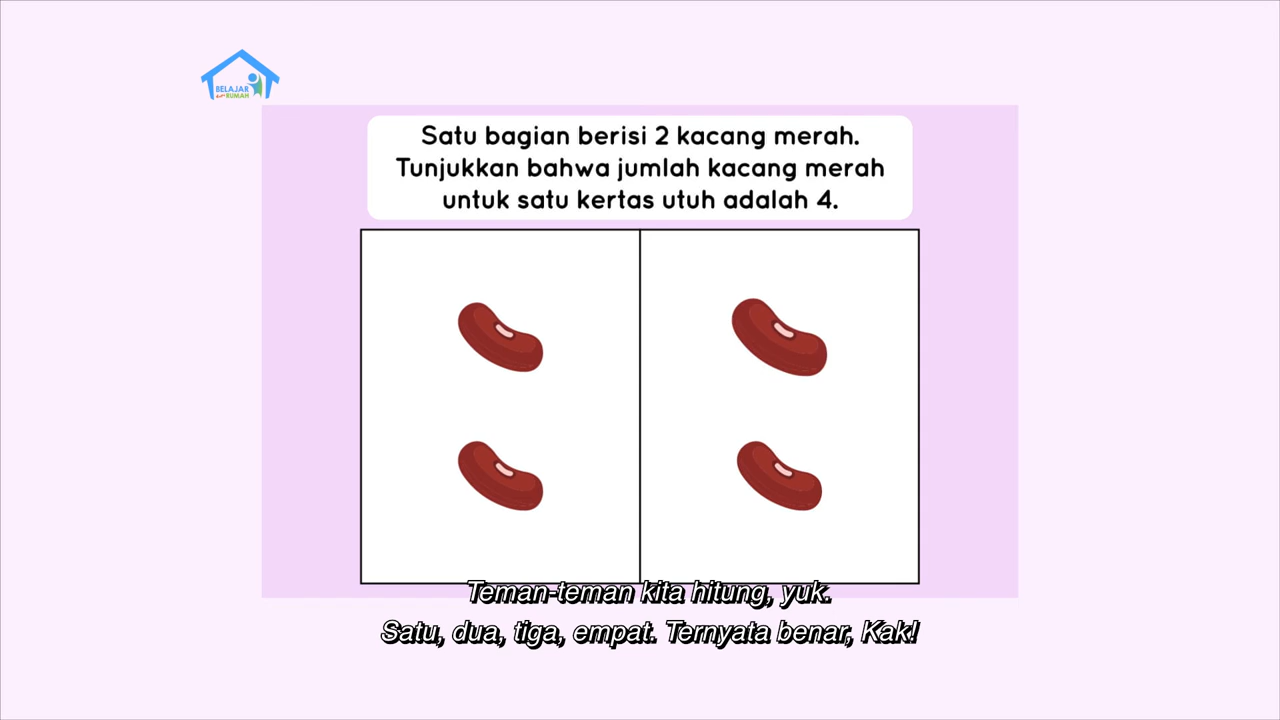 BELAJAR
dari RUMAH
Satu bagian berisi 2 kacang merah.
Tunjukkan bahwa jumlah kacang merah
untuk satu kertas utuh adalah 4.
Teman-teman kita hitung, yuk.
Satu, dua, tiga, empat. Ternyata benar, Kak!